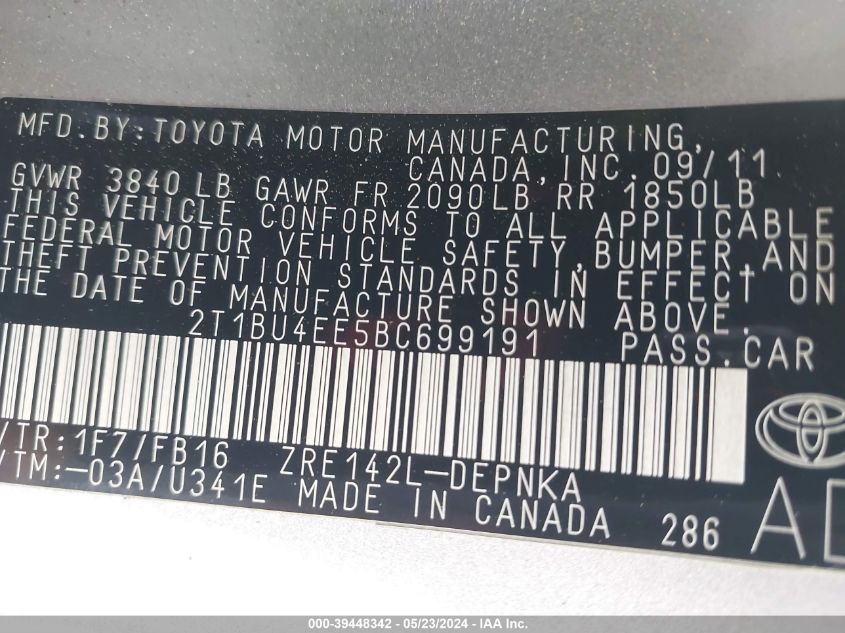 MFD. BY: TOYOTA MOTOR MANUFACTURING,
CANADA, INC. 09/11
GVWR 3840 LB GAWR FR 2090LB RR 1850LB
THIS VEHICLE CONFORMS TO ALL APPLICABLE
FEDERAL MOTOR VEHICLE SAFETY, BUMPER, AND
THEFT PREVENTION STANDARDS IN EFFECT ON
THE DATE OF MANUFACTURE SHOWN ABOVE.
2T1BU4EE5BC699191 PASS. CAR
/TR: 1F7/FB16 ZRE142L-DEPNKA
/TM:-03A/U341E MADE IN CANADA 286
000-39448342 - 05/23/2024 - IAA Inc.